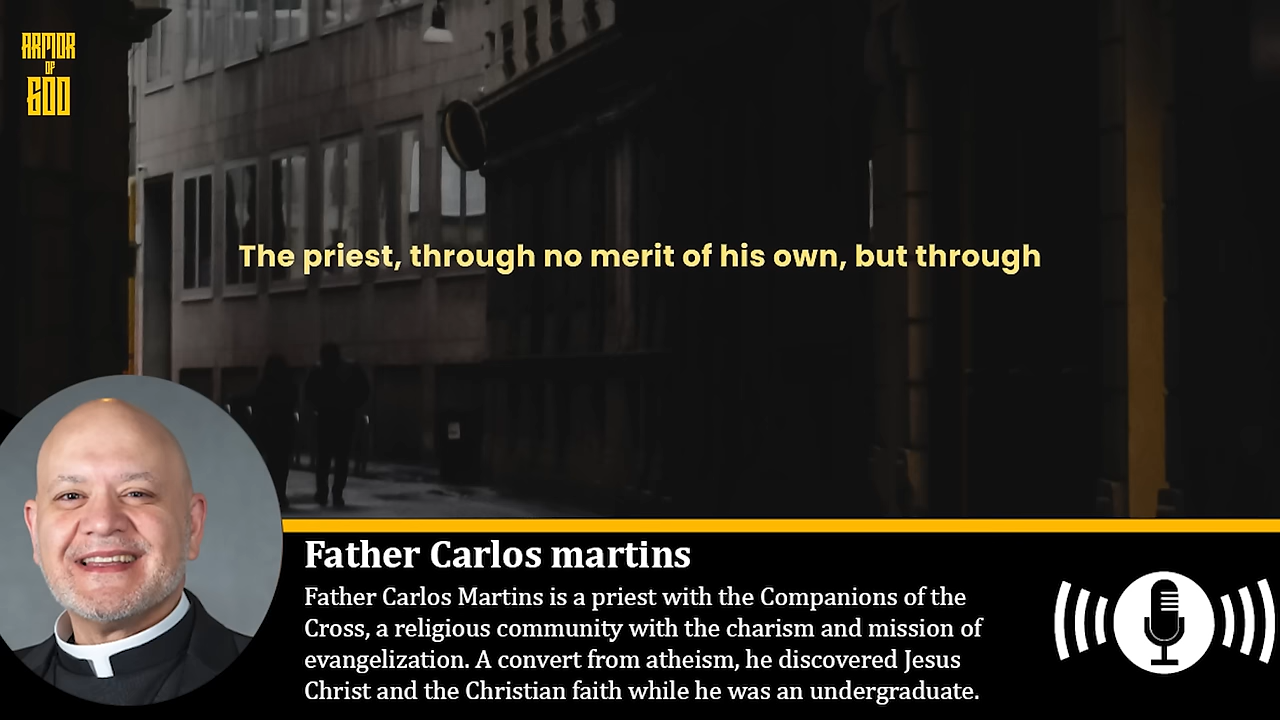 ARMOR
OF
GOD
The priest, through no merit of his own, but through
Father Carlos martins
Father Carlos Martins is a priest with the Companions of the
Cross, a religious community with the charism and mission of
evangelization. A convert from atheism, he discovered Jesus
Christ and the Christian faith while he was an undergraduate.